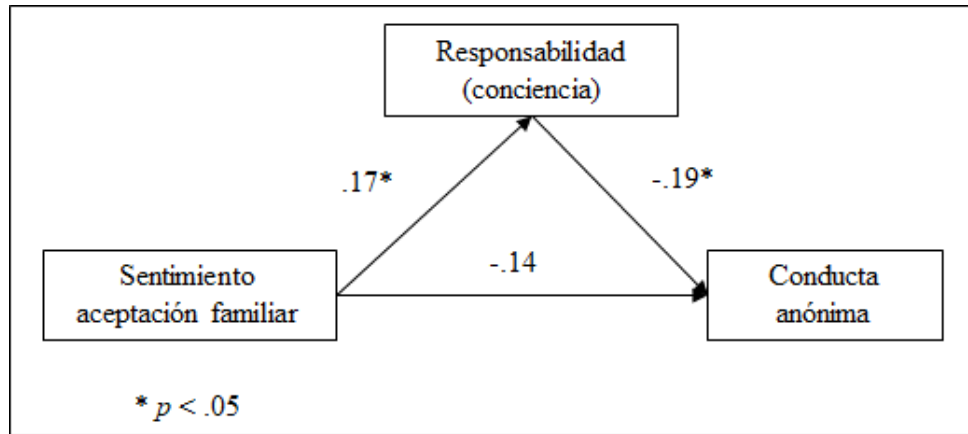 Responsabilidad
(conciencia)
.17*
-.19*
-.14
Sentimiento
aceptación familiar
Conducta
anónima
* p < .05